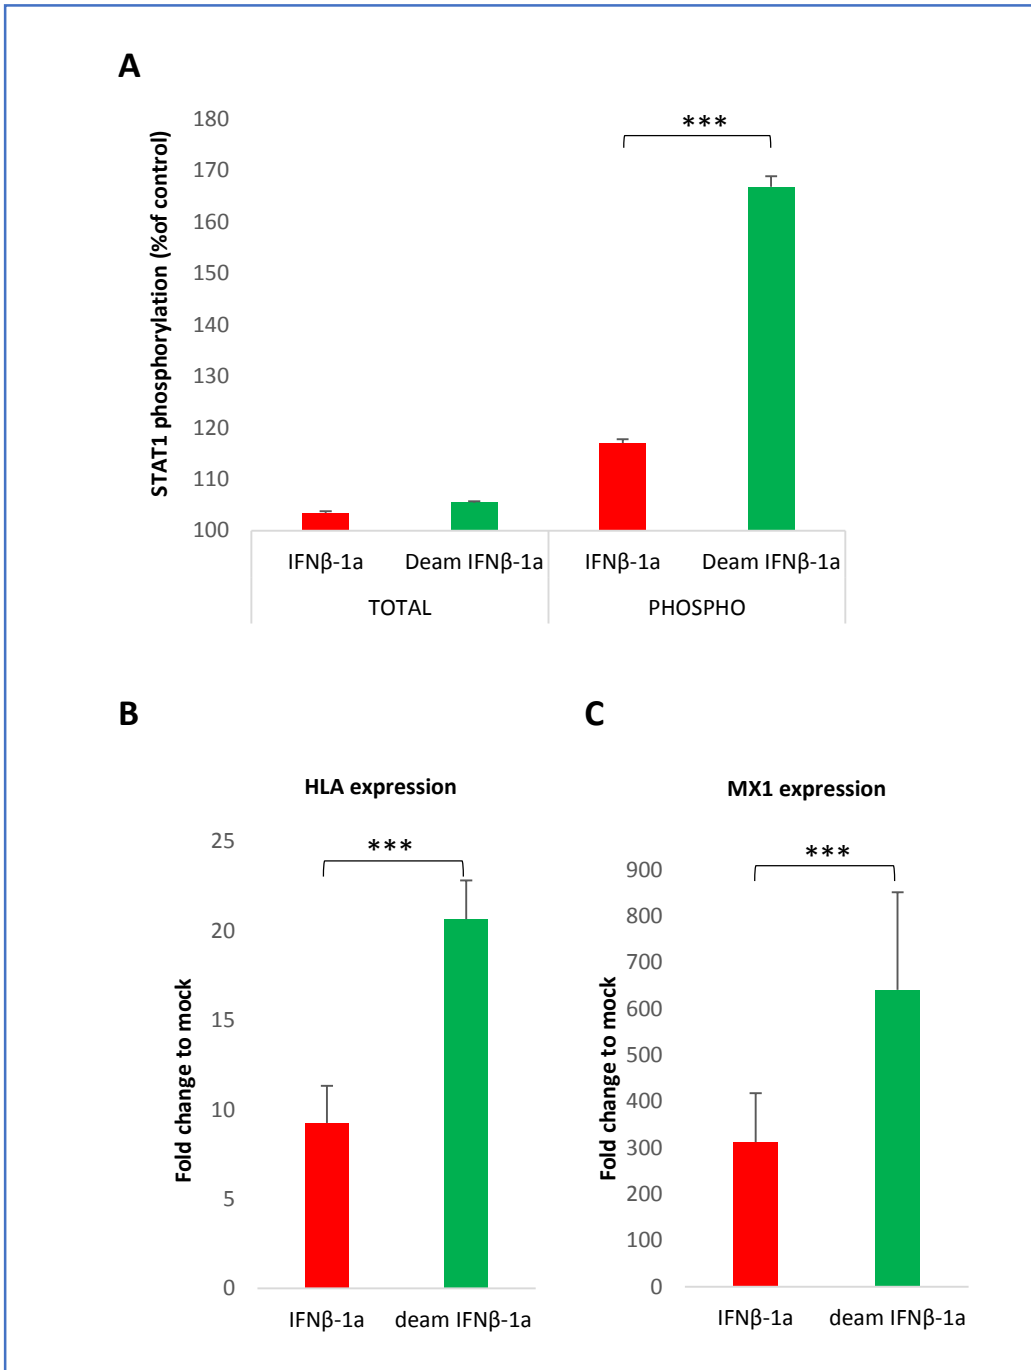 A
STAT1 phosphorylation (%of control)
180
170
160
150
140
130
120
110
100
***
IFNβ-1a
Deam IFNβ-1a
IFNβ-1a
Deam IFNβ-1a
TOTAL
PHOSPHO
B
HLA expression
Fold change to mock
25
20
15
10
5
0
***
IFNβ-1a
deam IFNβ-1a
C
MX1 expression
Fold change to mock
900
800
700
600
500
400
300
200
100
0
***
IFNβ-1a
deam IFNβ-1a